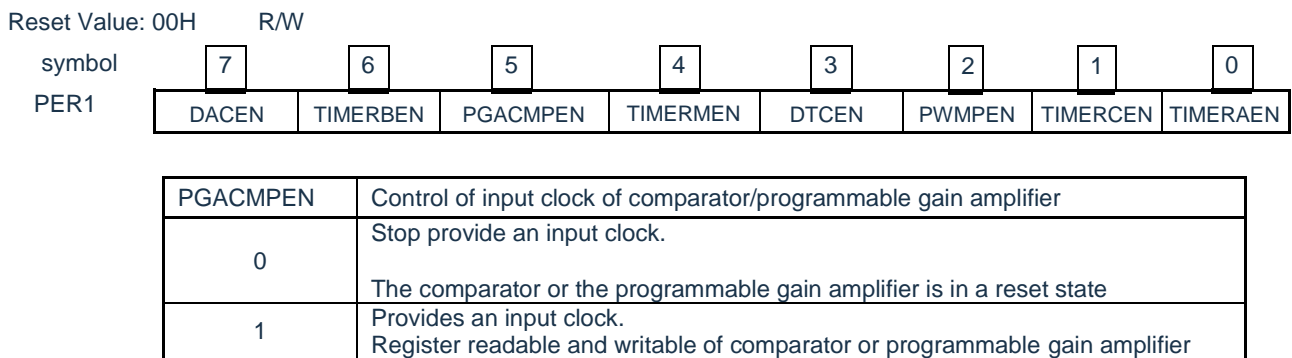 Reset Value: 00H R/W
symbol 7 6 5 4 3 2 1 0
PER1 DACEN TIMERBEN PGACMPEN TIMERMEN DTCEN PWMPEN TIMERCEN TIMERAEN
PGACMPEN Control of input clock of comparator/programmable gain amplifier
0 Stop provide an input clock.
The comparator or the programmable gain amplifier is in a reset state
1 Provides an input clock.
Register readable and writable of comparator or programmable gain amplifier